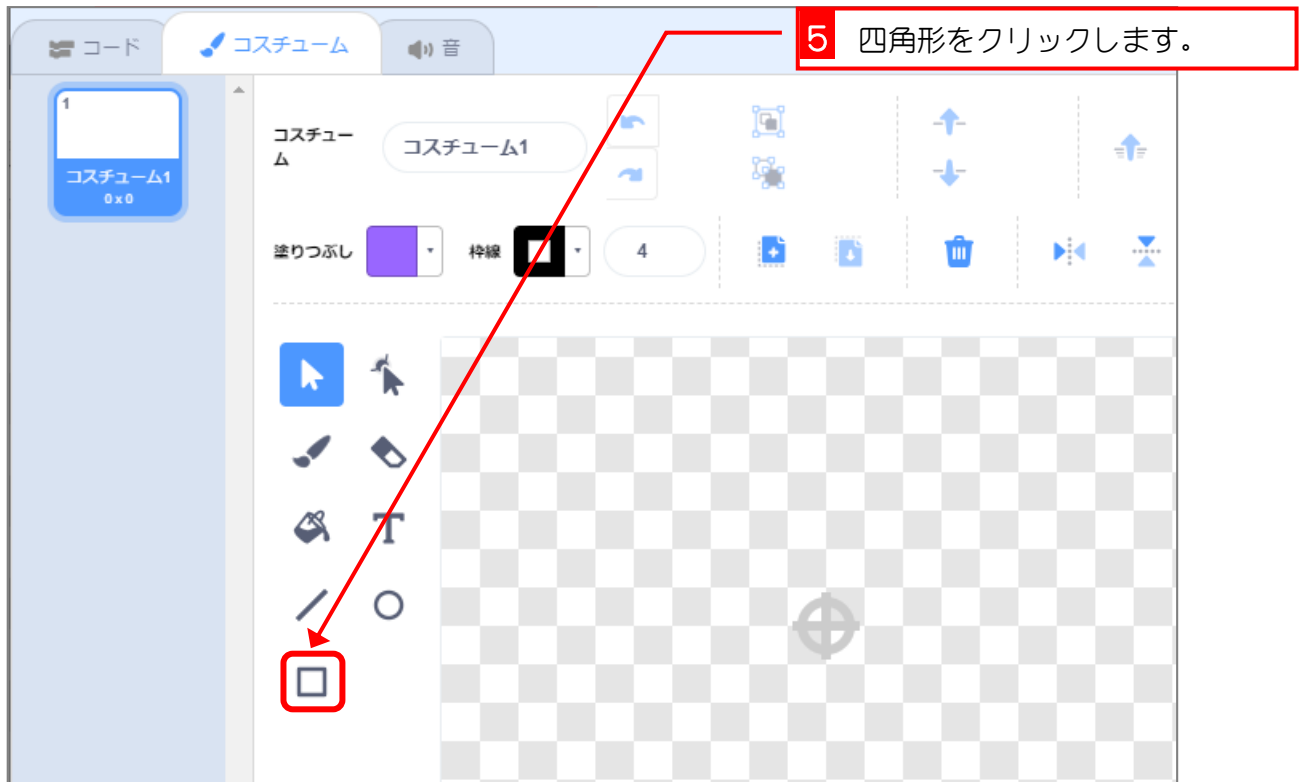 コード
コスチューム
音
5 四角形をクリックします。
1
コスチューム1
0 x 0
コスチュー
ム
コスチューム1
塗りつぶし
枠線
4
T